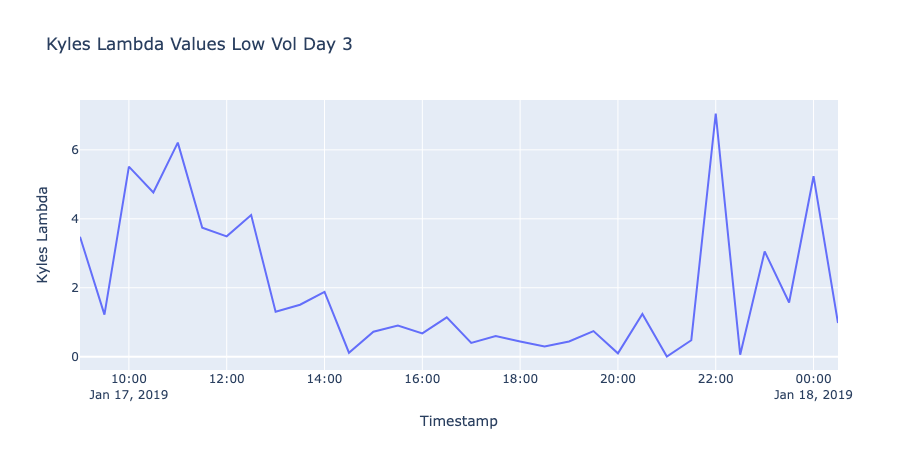 Kyles Lambda Values Low Vol Day 3
Kyles Lambda
6
4
2
0
10:00 12:00 14:00 16:00 18:00 20:00 22:00 00:00
Jan 17, 2019 Jan 18, 2019
Timestamp